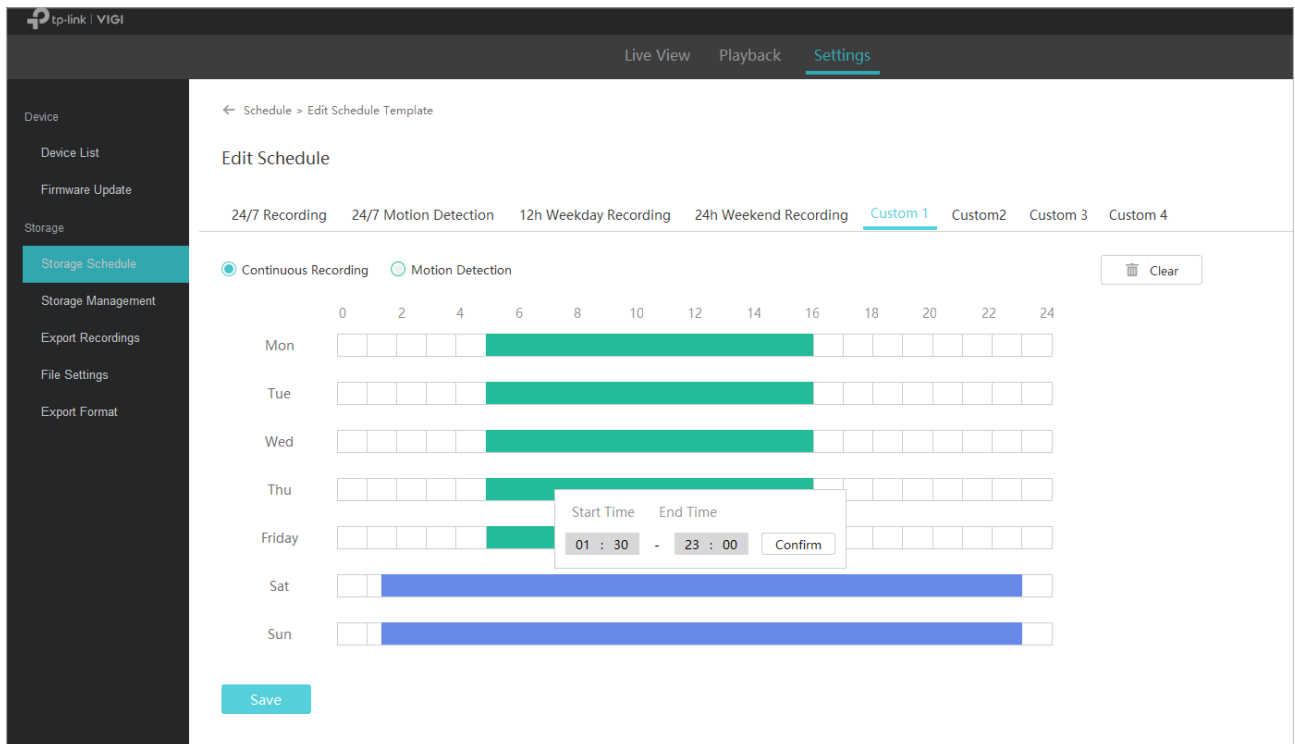 tp-link | VIGI
Live View Playback Settings
Device
Device List
Firmware Update
Storage
Storage Schedule
Storage Management
Export Recordings
File Settings
Export Format
← Schedule > Edit Schedule Template
Edit Schedule
24/7 Recording 24/7 Motion Detection 12h Weekday Recording 24h Weekend Recording Custom 1 Custom2 Custom 3 Custom 4
Continuous Recording Motion Detection Clear
0 2 4 6 8 10 12 14 16 18 20 22 24
Mon
Tue
Wed
Thu
Friday
Sat
Sun
Start Time End Time
01 : 30 - 23 : 00 Confirm
Save